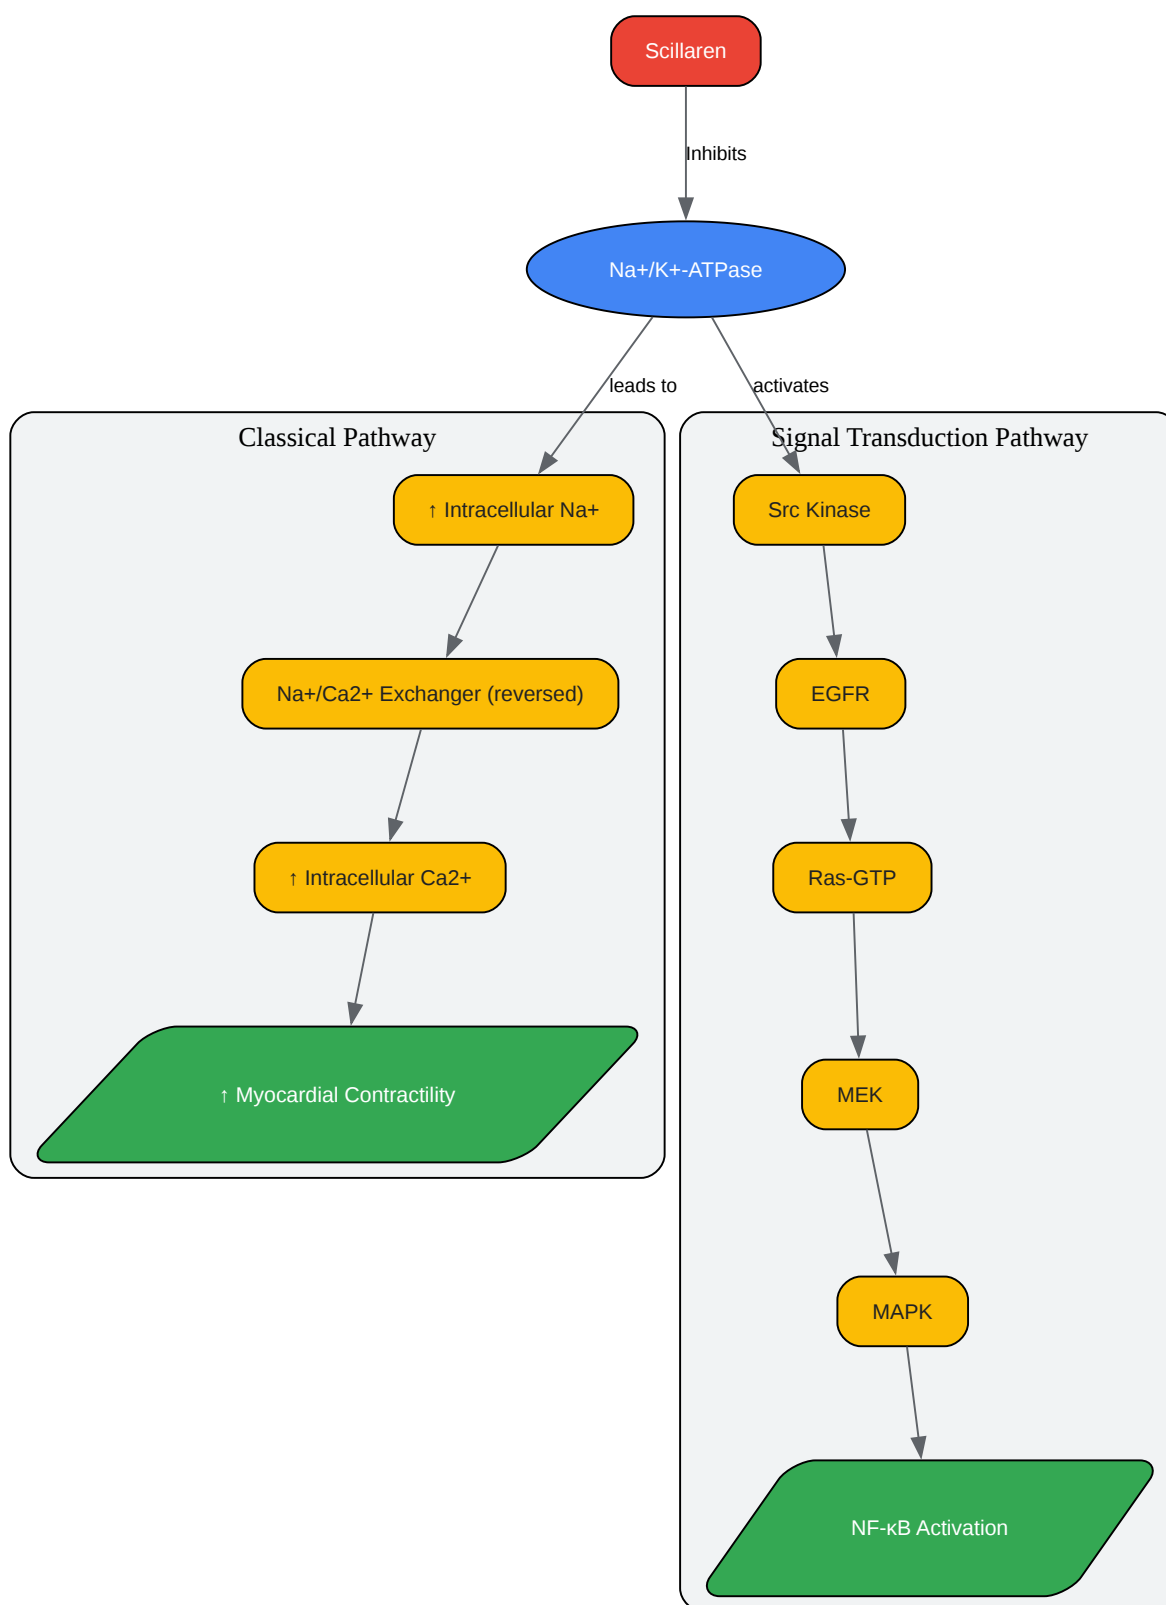 Scillaren
Inhibits
Na+/K+-ATPase
leads to
activates
Classical Pathway
↑ Intracellular Na+
Na+/Ca2+ Exchanger (reversed)
↑ Intracellular Ca2+
↑ Myocardial Contractility
Signal Transduction Pathway
Src Kinase
EGFR
Ras-GTP
MEK
MAPK
NF-κB Activation